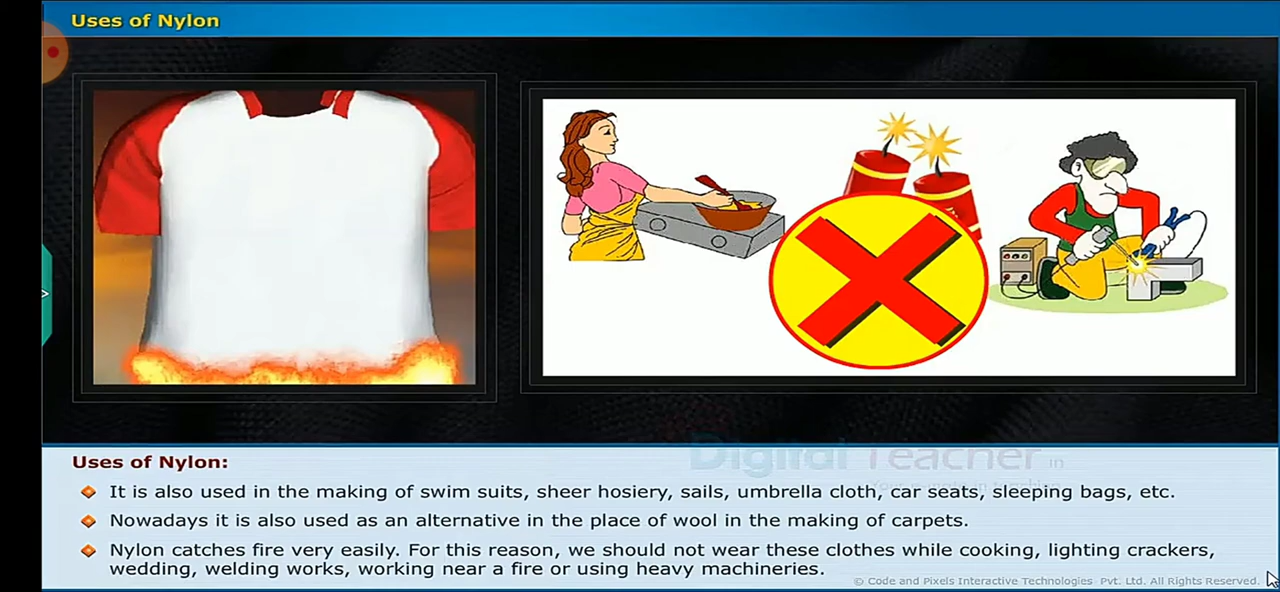 Uses of Nylon
Uses of Nylon:
It is also used in the making of swim suits, sheer hosiery, sails, umbrella cloth, car seats, sleeping bags, etc.
Nowadays it is also used as an alternative in the place of wool in the making of carpets.
Nylon catches fire very easily. For this reason, we should not wear these clothes while cooking, lighting crackers,
wedding, welding works, working near a fire or using heavy machineries.
Digital Teacher in
© Code and Pixels Interactive Technologies Pvt. Ltd. All Rights Reserved.